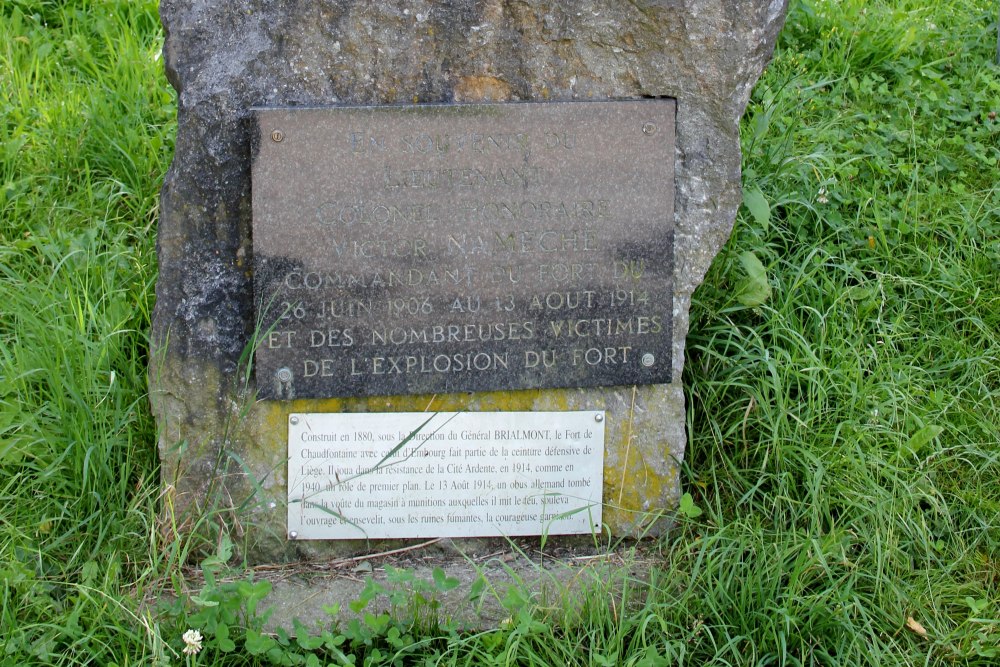 EN SOUVENIR DU
LIEUTENANT
COLONEL HONORAIRE
VICTOR NAMECHE
COMMANDANT DU FORT DU
26 JUIN 1906 AU 13 AOUT 1914
ET DES NOMBREUSES VICTIMES
DE L'EXPLOSION DU FORT
Construit en 1880, sous la Direction du Général BRIALMONT, le Fort de
Chaudfontaine avec celui d'Embourg fait partie de la ceinture défensive de
Liège. Il joua dans la résistance de la Cité Ardente, en 1914, comme en
1940, un rôle de premier plan. Le 13 Août 1914, un obus allemand tombé
dans la voûte du magasin à munitions auxquelles il mit le feu, souleva
l'ouvrage et ensevelit, sous les ruines fumantes, la courageuse garnison.